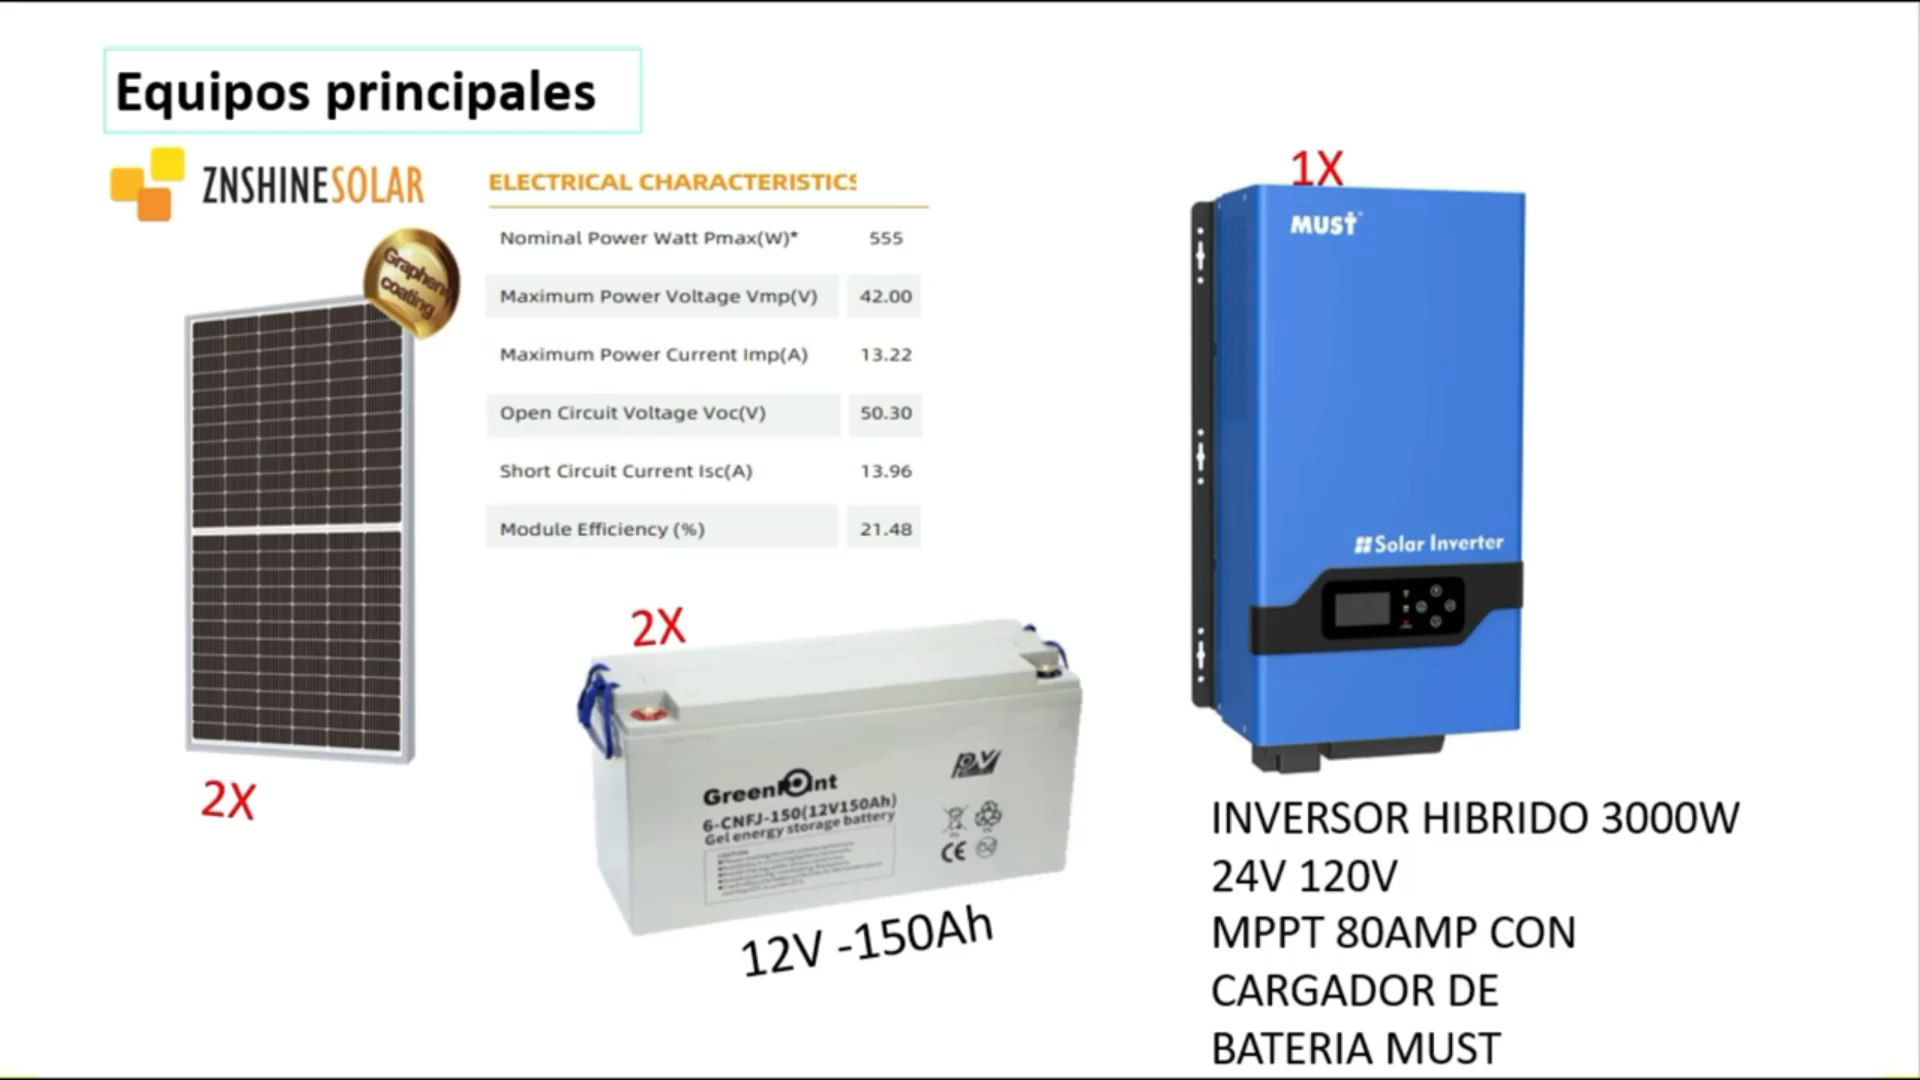 Equipos principales
ZNSHINESOLAR
Graphene
coating
2X
ELECTRICAL CHARACTERISTICS
Nominal Power Watt Pmax(W)* 555
Maximum Power Voltage Vmp(V) 42.00
Maximum Power Current Imp(A) 13.22
Open Circuit Voltage Voc(V) 50.30
Short Circuit Current Isc(A) 13.96
Module Efficiency (%) 21.48
2X
GreenPoint
6-CNFJ-150(12V150Ah)
Gel energy storage battery
PV
CE
12V -150Ah
1X
MUST
Solar Inverter
INVERSOR HIBRIDO 3000W
24V 120V
MPPT 80AMP CON
CARGADOR DE
BATERIA MUST